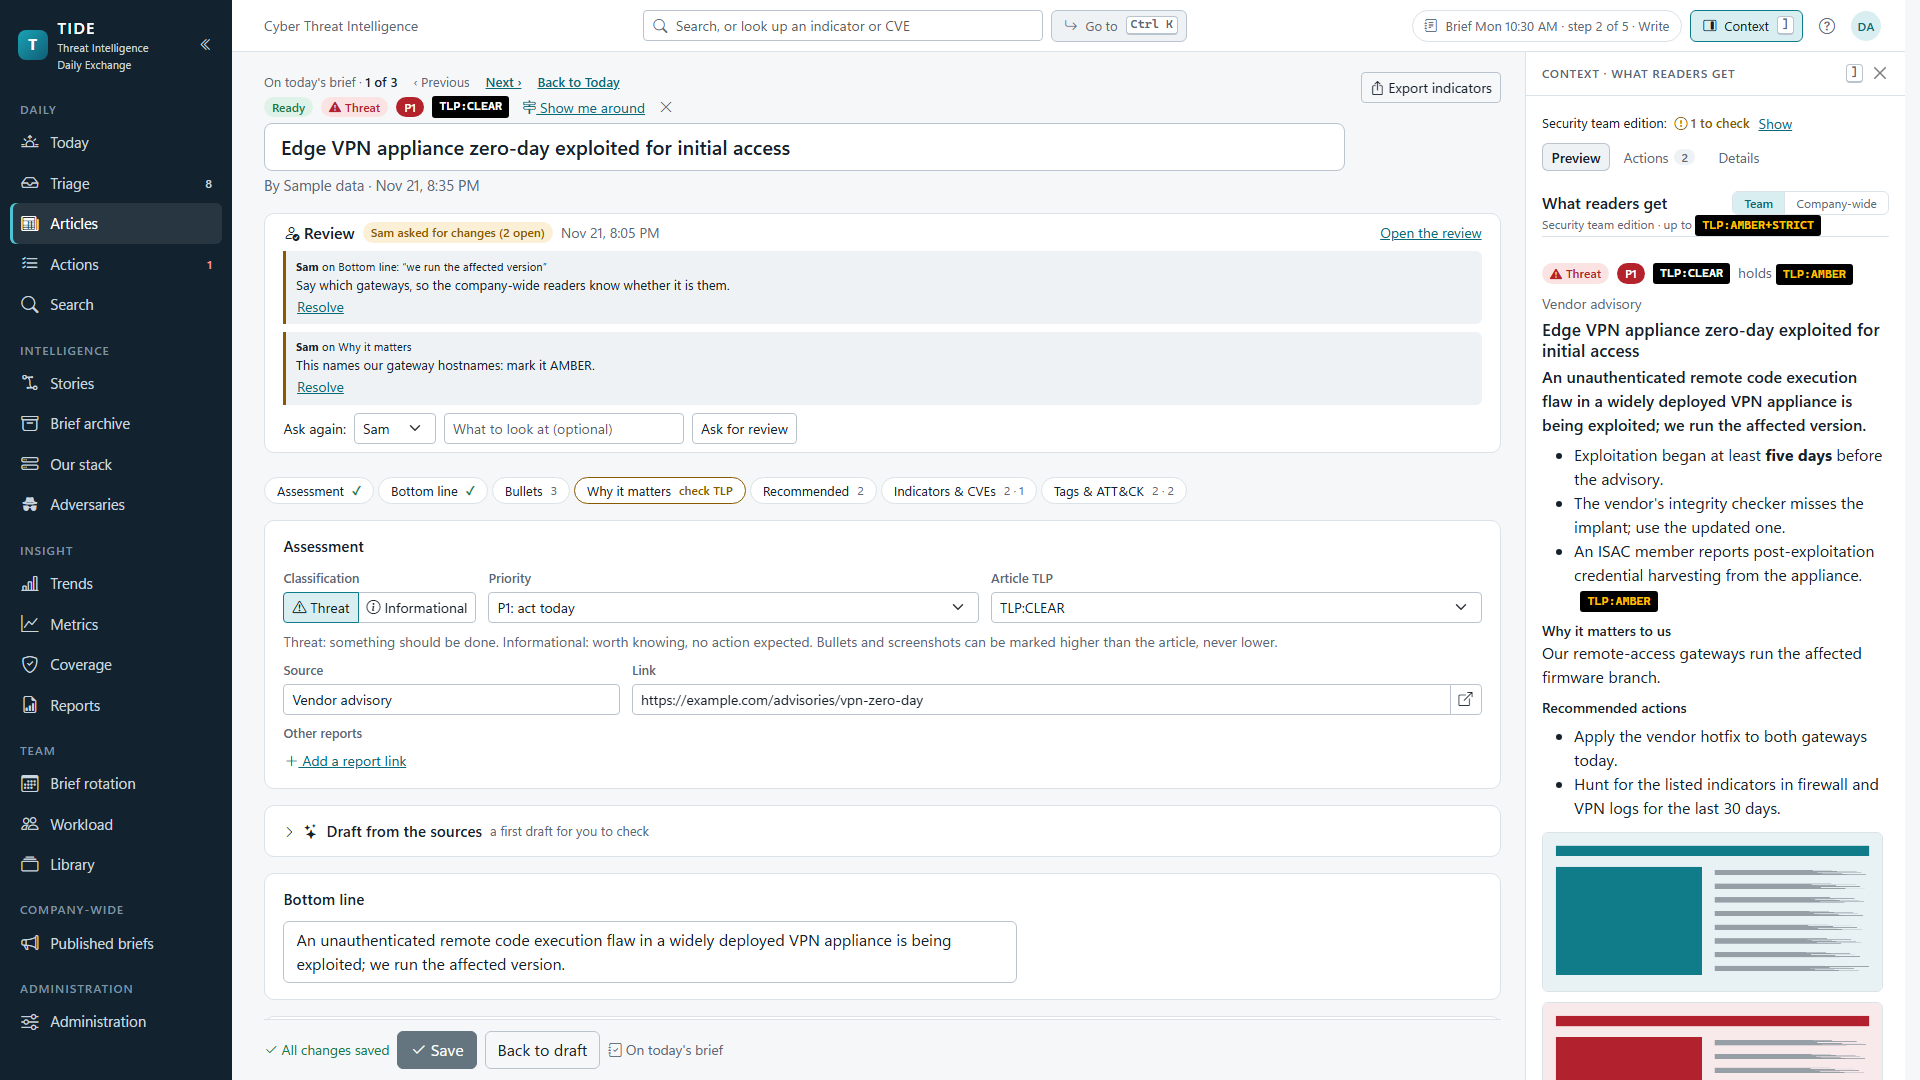 T
TIDE
Threat Intelligence
Daily Exchange
DAILY
Today
Triage 8
Articles
Actions 1
Search
INTELLIGENCE
Stories
Brief archive
Our stack
Adversaries
INSIGHT
Trends
Metrics
Coverage
Reports
TEAM
Brief rotation
Workload
Library
COMPANY-WIDE
Published briefs
ADMINISTRATION
Administration
Cyber Threat Intelligence
Search, or look up an indicator or CVE
Go to Ctrl K
Brief Mon 10:30 AM · step 2 of 5 · Write
Context ]
DA
On today's brief · 1 of 3 ‹ Previous Next › Back to Today
Export indicators
Ready Threat P1 TLP:CLEAR Show me around
Edge VPN appliance zero-day exploited for initial access
By Sample data · Nov 21, 8:35 PM
Review Sam asked for changes (2 open) Nov 21, 8:05 PM Open the review
Sam on Bottom line: “we run the affected version”
Say which gateways, so the company-wide readers know whether it is them.
Resolve
Sam on Why it matters
This names our gateway hostnames: mark it AMBER.
Resolve
Ask again: Sam What to look at (optional) Ask for review
Assessment Bottom line Bullets 3 Why it matters check TLP Recommended 2 Indicators & CVEs 2 · 1 Tags & ATT&CK 2 · 2
Assessment
Classification Priority Article TLP
Threat Informational P1: act today TLP:CLEAR
Threat: something should be done. Informational: worth knowing, no action expected. Bullets and screenshots can be marked higher than the article, never lower.
Source Link
Vendor advisory https://example.com/advisories/vpn-zero-day
Other reports
+ Add a report link
Draft from the sources a first draft for you to check
Bottom line
An unauthenticated remote code execution flaw in a widely deployed VPN appliance is being
exploited; we run the affected version.
All changes saved Save Back to draft On today's brief
CONTEXT · WHAT READERS GET ]
Security team edition: 1 to check Show
Preview Actions 2 Details
What readers get Team Company-wide
Security team edition · up to TLP:AMBER+STRICT
Threat P1 TLP:CLEAR holds TLP:AMBER
Vendor advisory
Edge VPN appliance zero-day exploited for
initial access
An unauthenticated remote code execution
flaw in a widely deployed VPN appliance is
being exploited; we run the affected version.
Exploitation began at least five days before
the advisory.
The vendor's integrity checker misses the
implant; use the updated one.
An ISAC member reports post-exploitation
credential harvesting from the appliance.
TLP:AMBER
Why it matters to us
Our remote-access gateways run the affected
firmware branch.
Recommended actions
Apply the vendor hotfix to both gateways
today.
Hunt for the listed indicators in firewall and
VPN logs for the last 30 days.